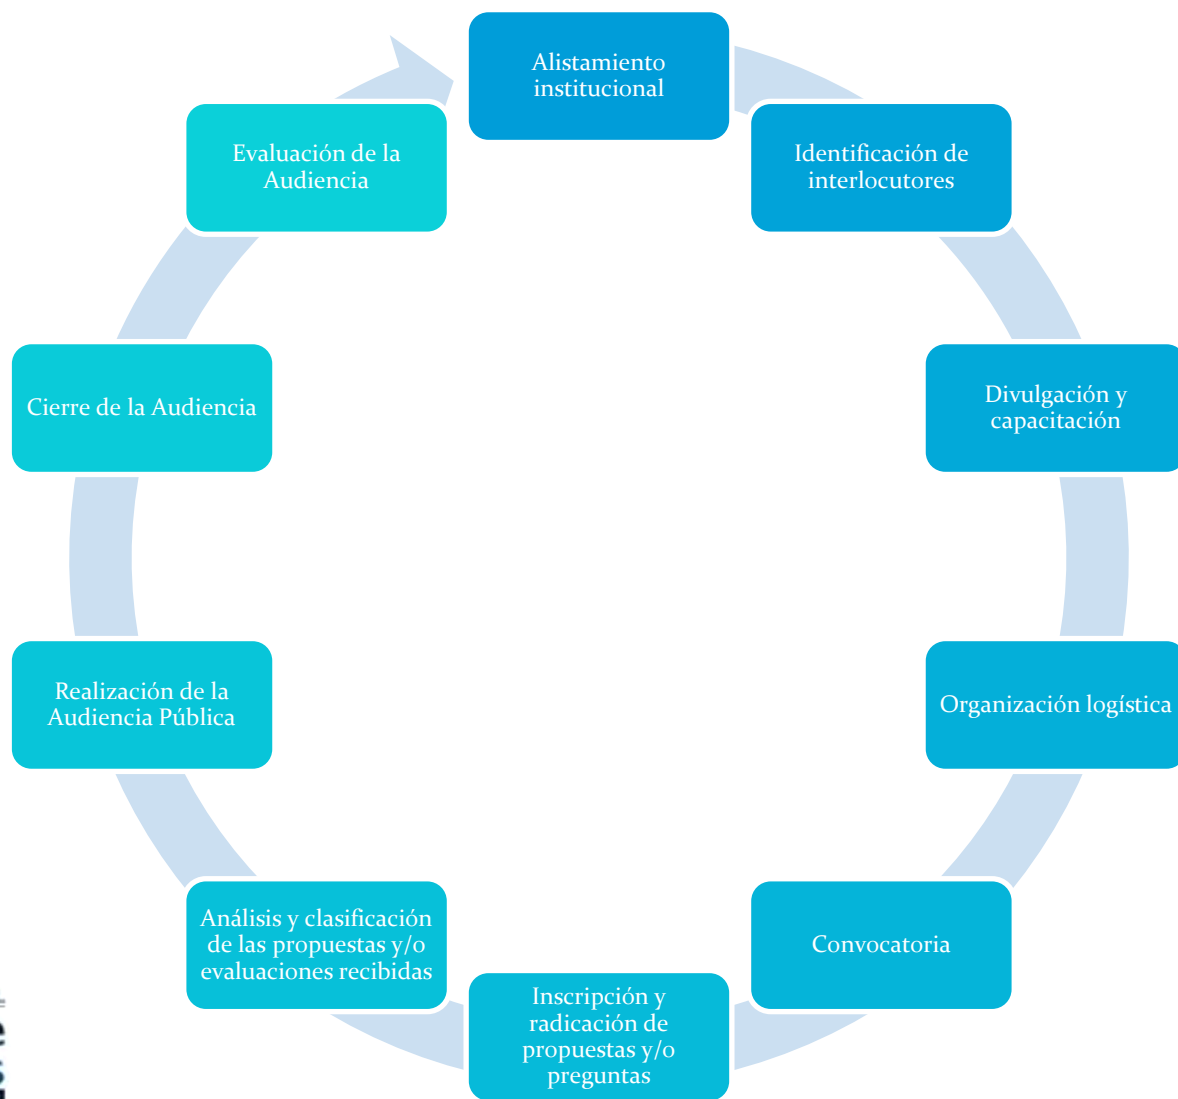 Alistamiento
institucional
Identificación de
interlocutores
Divulgación y
capacitación
Organización logística
Convocatoria
Inscripción y
radicación de
propuestas y/o
preguntas
Análisis y clasificación
de las propuestas y/o
evaluaciones recibidas
Realización de la
Audiencia Pública
Cierre de la Audiencia
Evaluación de la
Audiencia